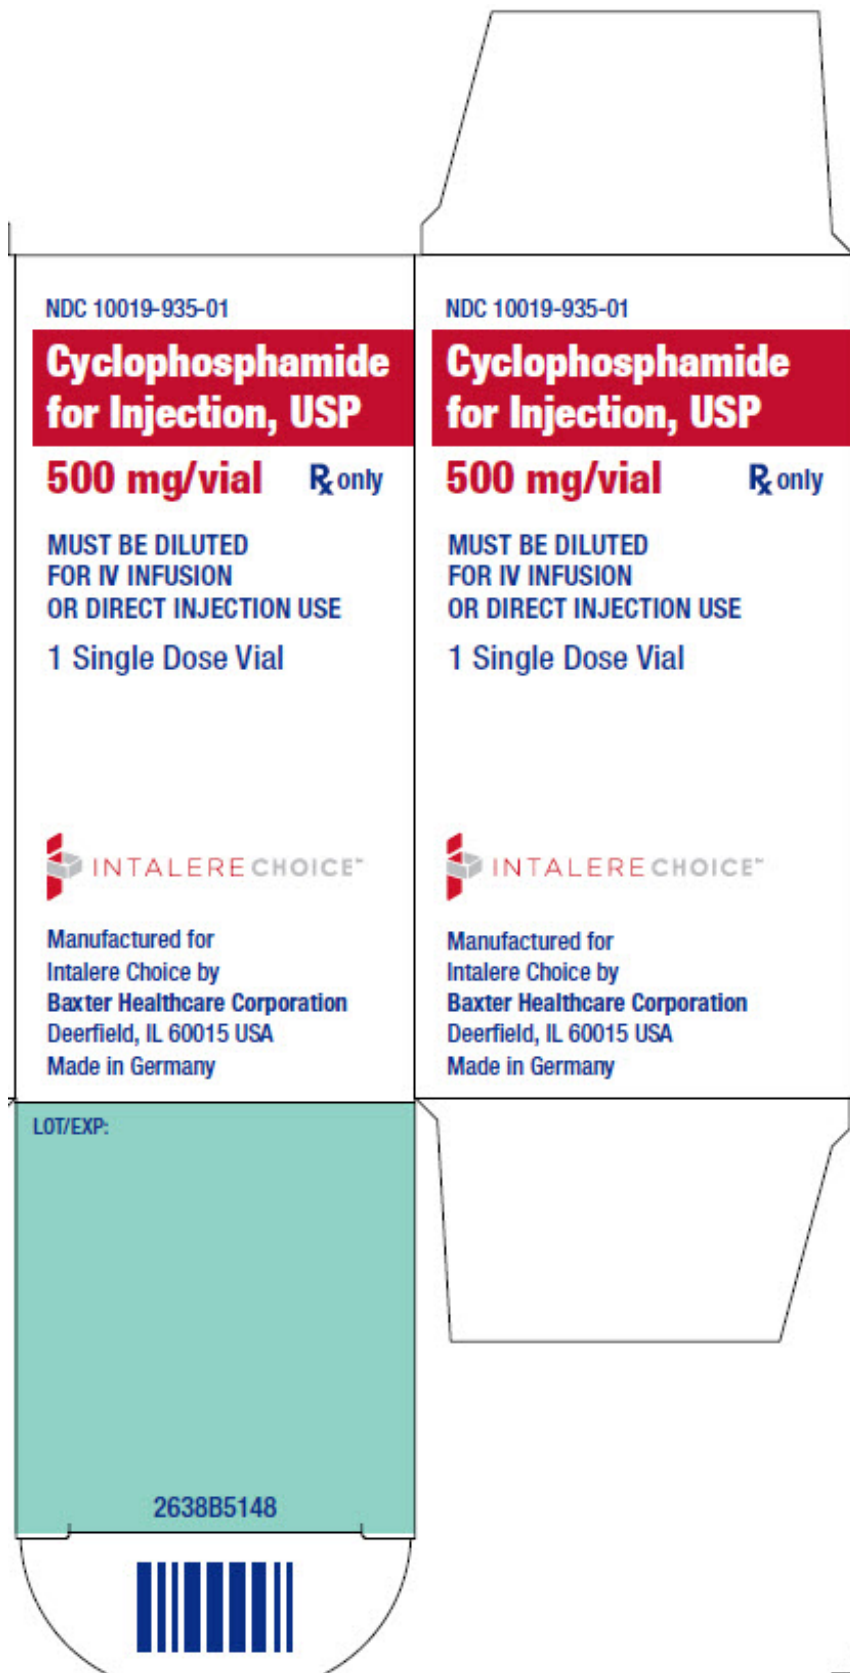 NDC 10019-935-01
Cyclophosphamide
for Injection, USP
500 mg/vial Rx only
MUST BE DILUTED
FOR IV INFUSION
OR DIRECT INJECTION USE
1 Single Dose Vial
INTALERE CHOICE™
Manufactured for
Intalere Choice by
Baxter Healthcare Corporation
Deerfield, IL 60015 USA
Made in Germany
LOT/EXP:
2638B5148
NDC 10019-935-01
Cyclophosphamide
for Injection, USP
500 mg/vial Rx only
MUST BE DILUTED
FOR IV INFUSION
OR DIRECT INJECTION USE
1 Single Dose Vial
INTALERE CHOICE™
Manufactured for
Intalere Choice by
Baxter Healthcare Corporation
Deerfield, IL 60015 USA
Made in Germany